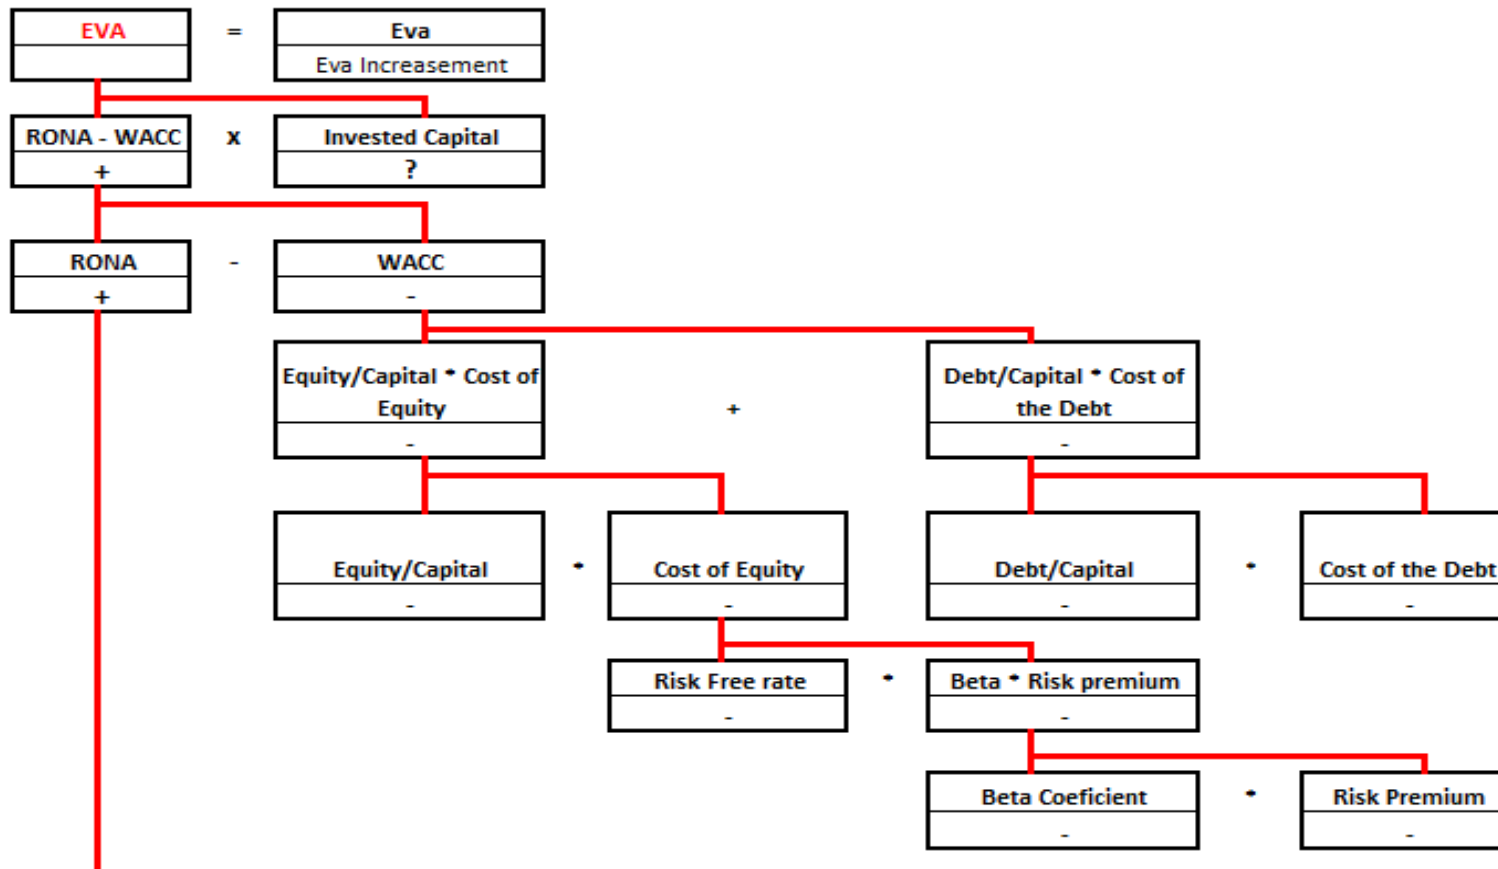 EVA = Eva
Eva Increasement
RONA - WACC x Invested Capital
+ ?
RONA - WACC
+ -
Equity/Capital * Cost of Debt/Capital * Cost of
Equity + the Debt
- -
Equity/Capital * Cost of Equity Debt/Capital * Cost of the Debt
- - - -
Risk Free rate * Beta * Risk premium
- -
Beta Coeficient * Risk Premium
- -